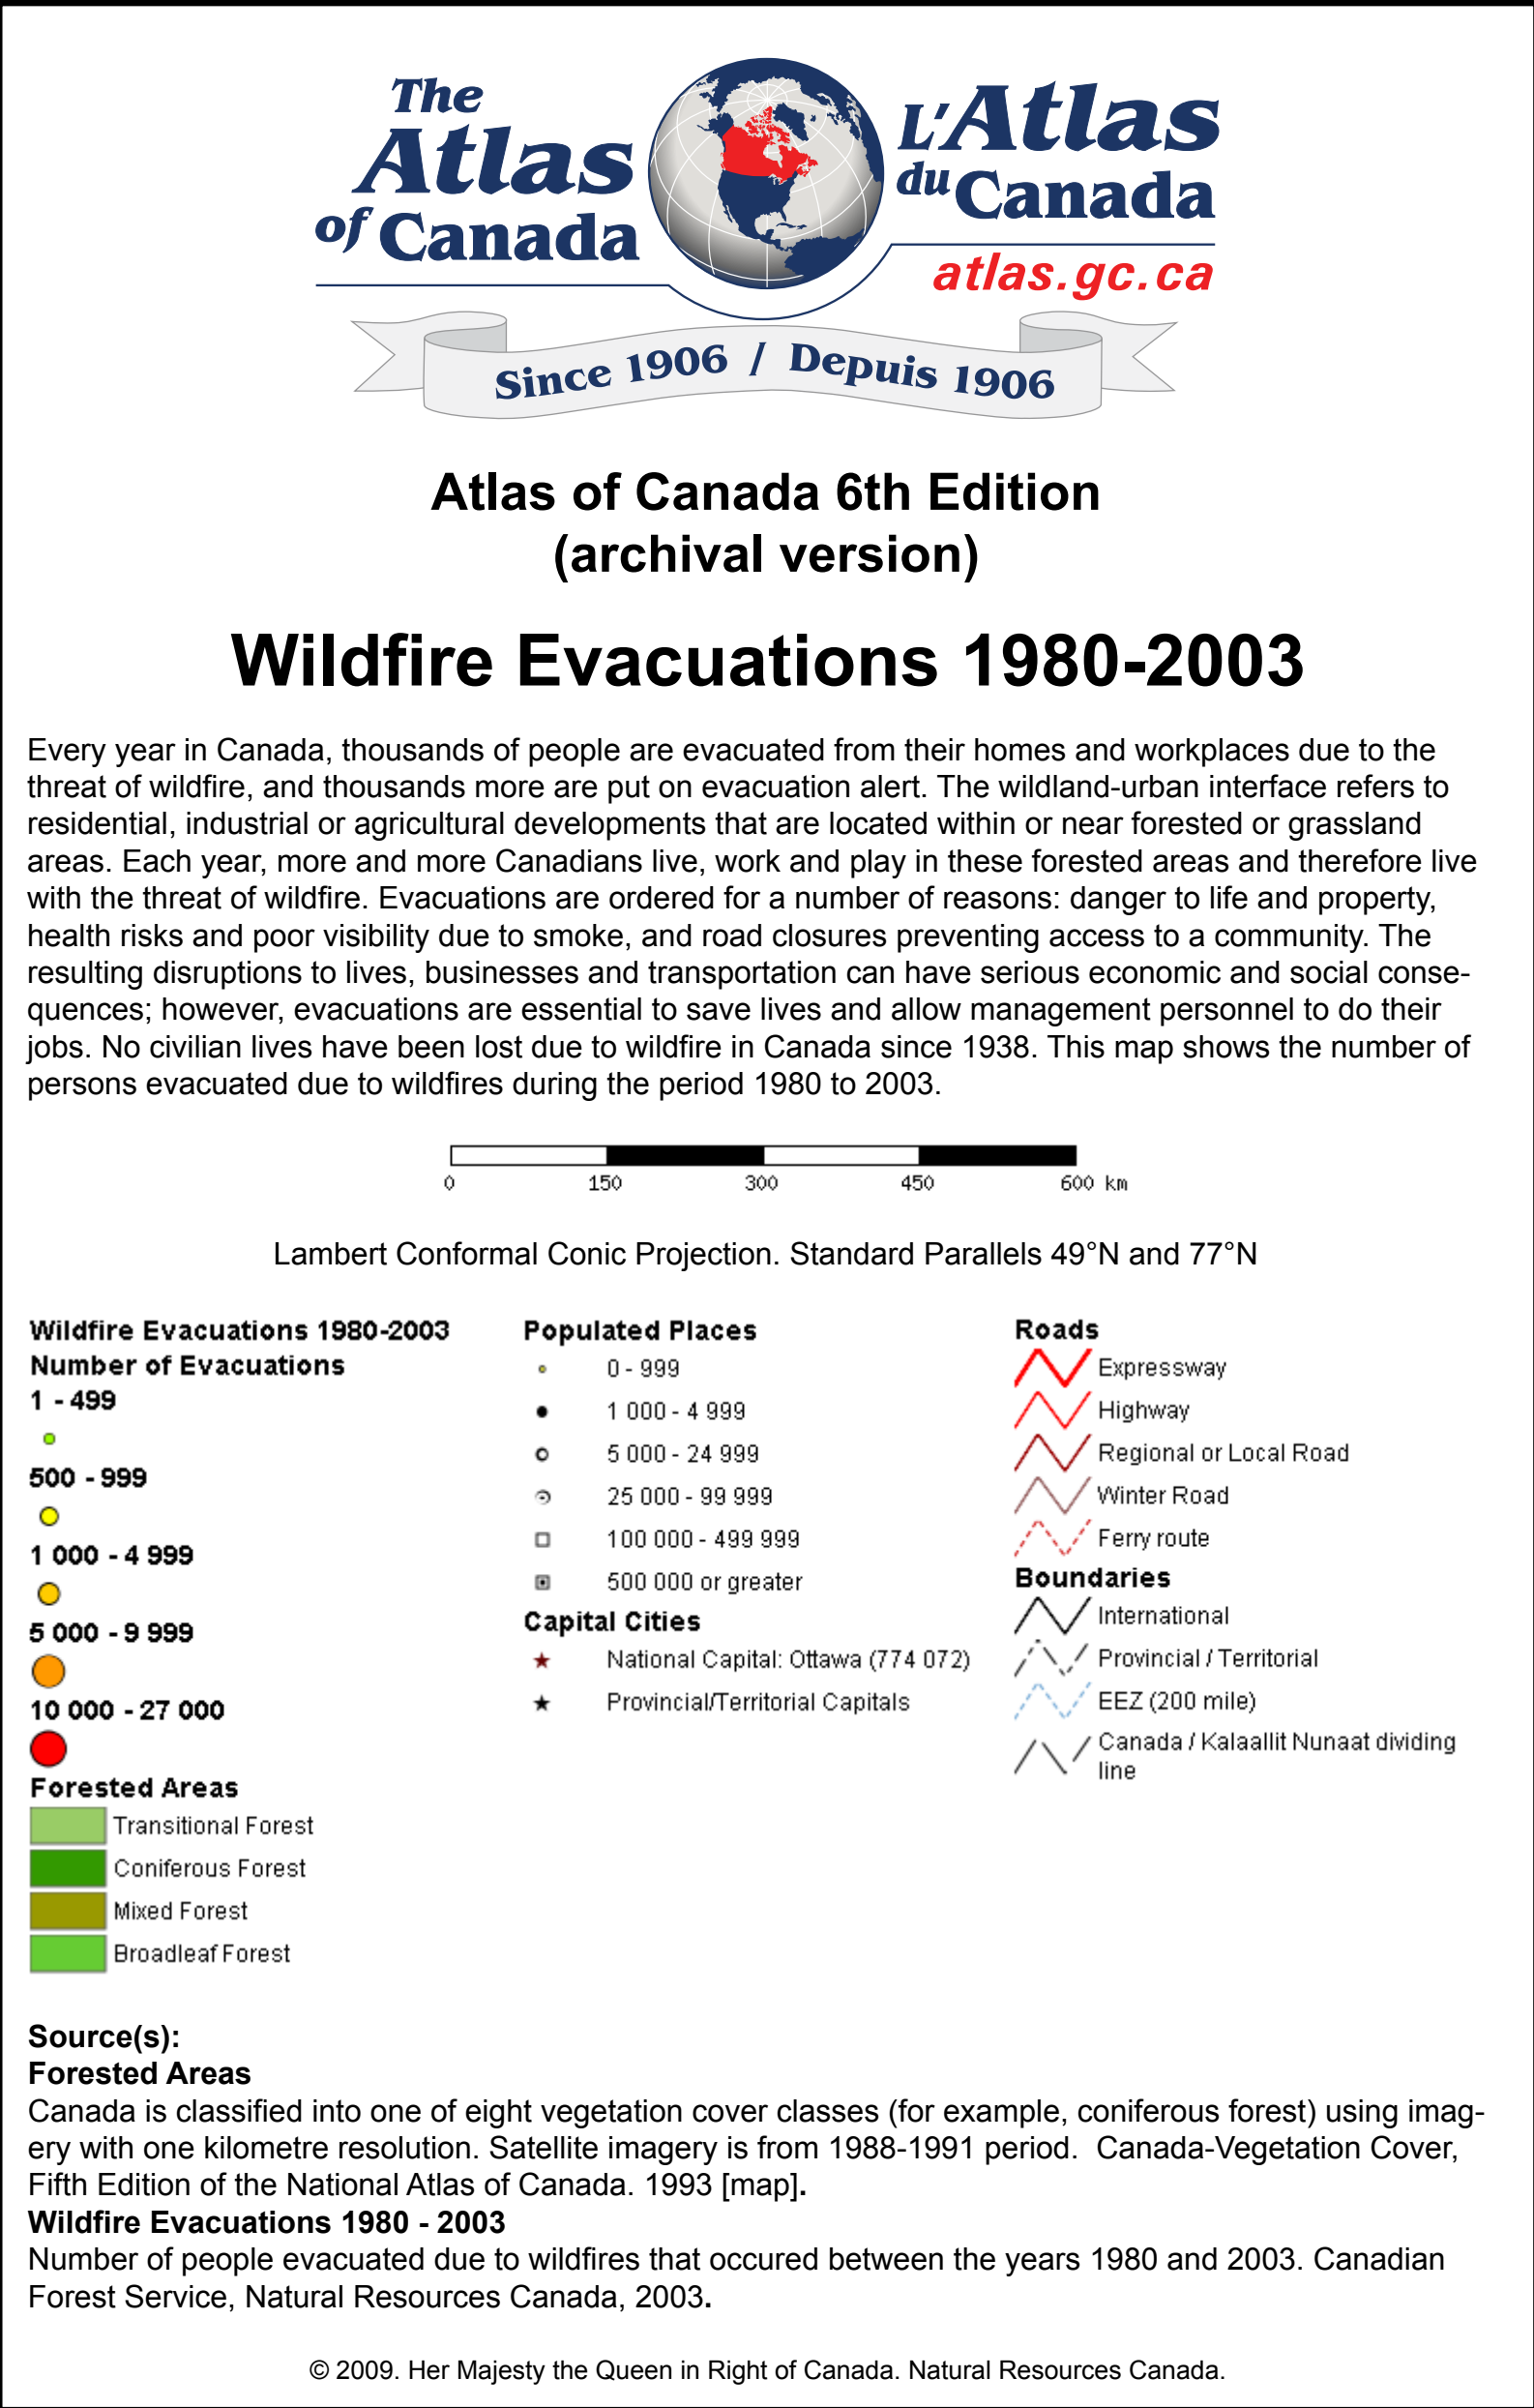 The
Atlas
of Canada
L'Atlas
du Canada
atlas.gc.ca
Since 1906 / Depuis 1906
Atlas of Canada 6th Edition
(archival version)
Wildfire Evacuations 1980-2003
Every year in Canada, thousands of people are evacuated from their homes and workplaces due to the
threat of wildfire, and thousands more are put on evacuation alert. The wildland-urban interface refers to
residential, industrial or agricultural developments that are located within or near forested or grassland
areas. Each year, more and more Canadians live, work and play in these forested areas and therefore live
with the threat of wildfire. Evacuations are ordered for a number of reasons: danger to life and property,
health risks and poor visibility due to smoke, and road closures preventing access to a community. The
resulting disruptions to lives, businesses and transportation can have serious economic and social conse-
quences; however, evacuations are essential to save lives and allow management personnel to do their
jobs. No civilian lives have been lost due to wildfire in Canada since 1938. This map shows the number of
persons evacuated due to wildfires during the period 1980 to 2003.
0 150 300 450 600 km
Lambert Conformal Conic Projection. Standard Parallels 49°N and 77°N
Wildfire Evacuations 1980-2003
Number of Evacuations
1 - 499
500 - 999
1 000 - 4 999
5 000 - 9 999
10 000 - 27 000
Forested Areas
Transitional Forest
Coniferous Forest
Mixed Forest
Broadleaf Forest
Populated Places
0 - 999
1 000 - 4 999
5 000 - 24 999
25 000 - 99 999
100 000 - 499 999
500 000 or greater
Capital Cities
National Capital: Ottawa (774 072)
Provincial/Territorial Capitals
Roads
Expressway
Highway
Regional or Local Road
Winter Road
Ferry route
Boundaries
International
Provincial / Territorial
EEZ (200 mile)
Canada / Kalaallit Nunaat dividing
line
Source(s):
Forested Areas
Canada is classified into one of eight vegetation cover classes (for example, coniferous forest) using imag-
ery with one kilometre resolution. Satellite imagery is from 1988-1991 period.  Canada-Vegetation Cover,
Fifth Edition of the National Atlas of Canada. 1993 [map].
Wildfire Evacuations 1980 - 2003
Number of people evacuated due to wildfires that occured between the years 1980 and 2003. Canadian
Forest Service, Natural Resources Canada, 2003.
© 2009. Her Majesty the Queen in Right of Canada. Natural Resources Canada.